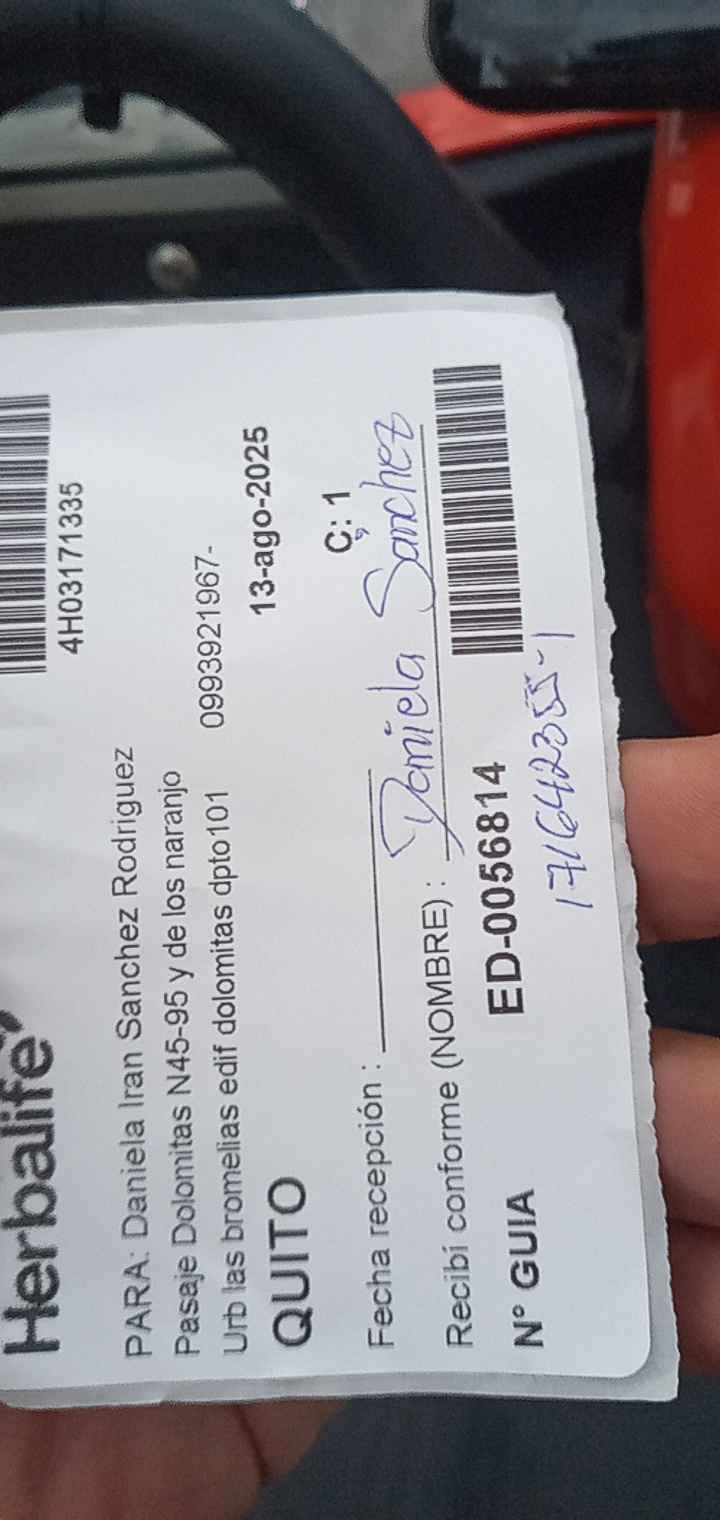 Herbalife
4H03171335
PARA: Daniela Iran Sanchez Rodriguez
Pasaje Dolomitas N45-95 y de los naranjo
Urb las bromelias edif dolomitas dpto101 0993921967-
QUITO 13-ago-2025
C: 1
Fecha recepción :
Recibí conforme (NOMBRE) : Daniela Sanchez
N° GUIA ED-0056814
171642355-1